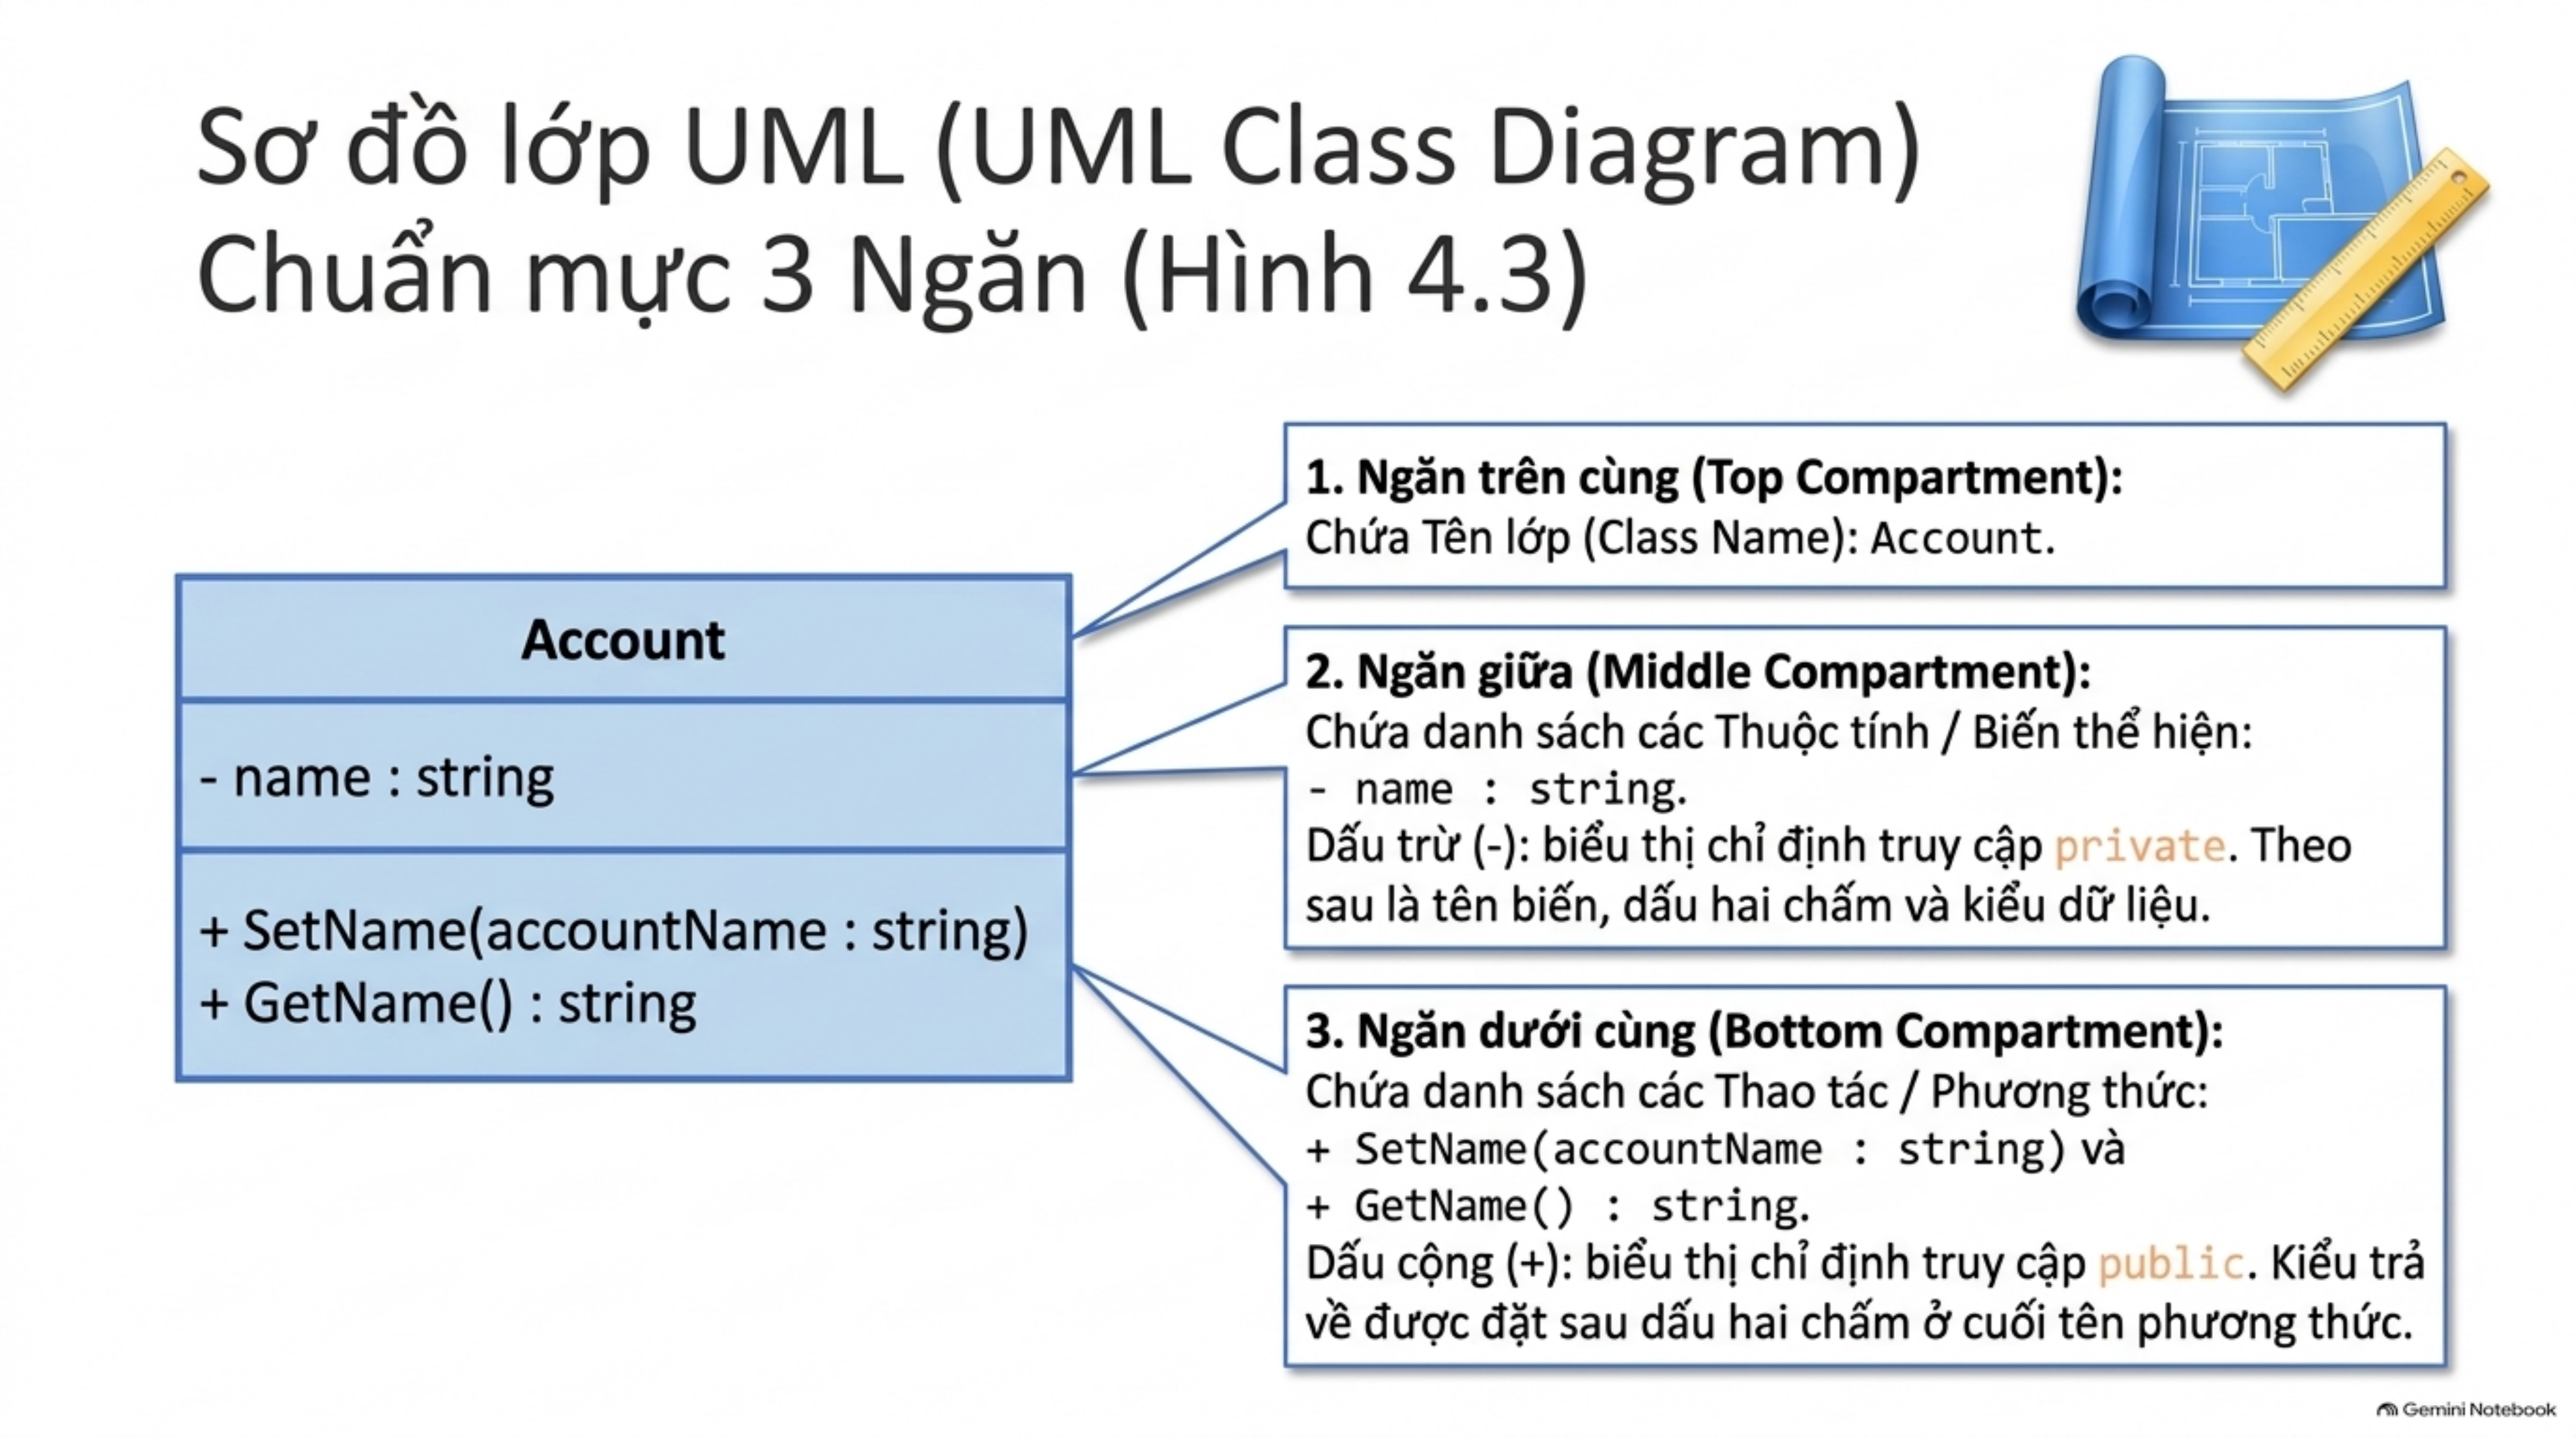 Sơ đồ lớp UML (UML Class Diagram)
Chuẩn mực 3 Ngăn (Hình 4.3)
Account
- name : string
+ SetName(accountName : string)
+ GetName() : string
1. Ngăn trên cùng (Top Compartment):
Chứa Tên lớp (Class Name): Account.
2. Ngăn giữa (Middle Compartment):
Chứa danh sách các Thuộc tính / Biến thể hiện:
- name : string.
Dấu trừ (-): biểu thị chỉ định truy cập private. Theo
sau là tên biến, dấu hai chấm và kiểu dữ liệu.
3. Ngăn dưới cùng (Bottom Compartment):
Chứa danh sách các Thao tác / Phương thức:
+ SetName(accountName : string) và
+ GetName() : string.
Dấu cộng (+): biểu thị chỉ định truy cập public. Kiểu trả
về được đặt sau dấu hai chấm ở cuối tên phương thức.
Gemini Notebook